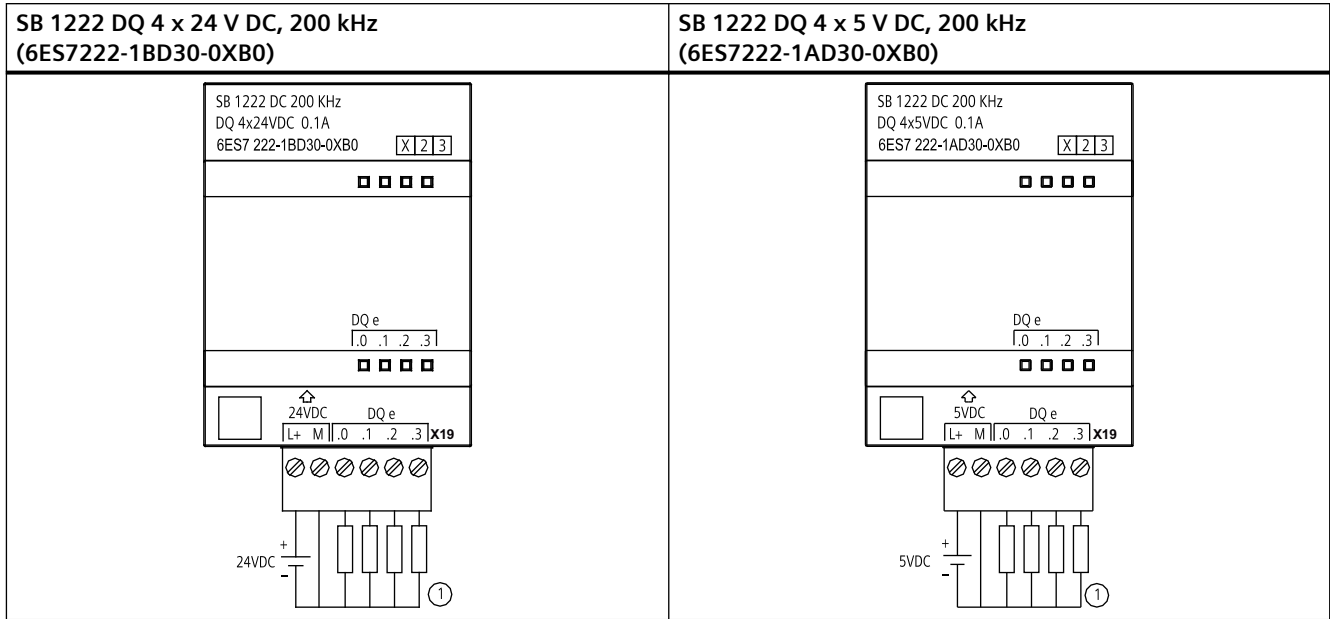 SB 1222 DQ 4 x 24 V DC, 200 kHz
(6ES7222-1BD30-0XB0)
SB 1222 DQ 4 x 5 V DC, 200 kHz
(6ES7222-1AD30-0XB0)
SB 1222 DC 200 KHz
DQ 4x24VDC 0.1A
6ES7 222-1BD30-0XB0 X 2 3
DQ e
.0 .1 .2 .3
24VDC DQ e
L+ M .0 .1 .2 .3 X19
+
24VDC
−
1
SB 1222 DC 200 KHz
DQ 4x5VDC 0.1A
6ES7 222-1AD30-0XB0 X 2 3
DQ e
.0 .1 .2 .3
5VDC DQ e
L+ M .0 .1 .2 .3 X19
+
5VDC
−
1